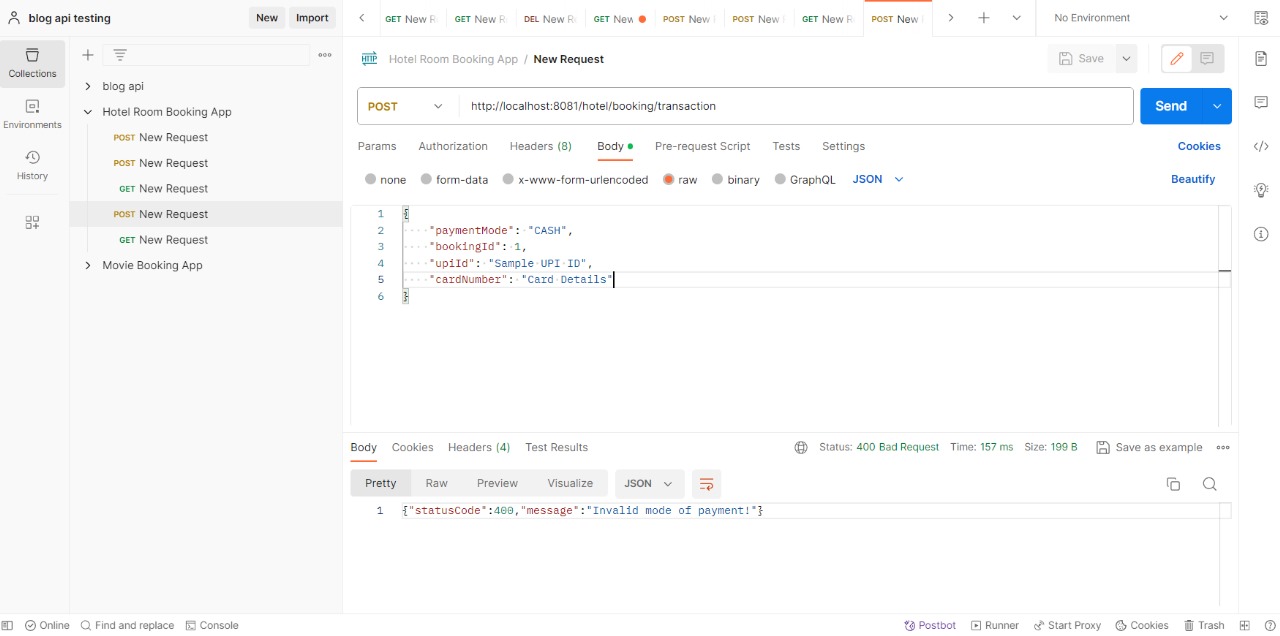 blog api testing
New
Import
GET New R
GET New R
DEL New Re
GET New
POST New
POST New
GET New R
POST New
No Environment
Collections
Environments
History
blog api
Hotel Room Booking App
POST New Request
POST New Request
GET New Request
POST New Request
GET New Request
Movie Booking App
HTTP Hotel Room Booking App / New Request
Save
POST
http://localhost:8081/hotel/booking/transaction
Send
Params
Authorization
Headers (8)
Body
Pre-request Script
Tests
Settings
Cookies
none
form-data
x-www-form-urlencoded
raw
binary
GraphQL
JSON
Beautify
1 {
2 ····"paymentMode":·"CASH",
3 ····"bookingId":·1,
4 ····"upiId":·"Sample·UPI·ID",
5 ····"cardNumber":·"Card·Details"
6 }
Body
Cookies
Headers (4)
Test Results
Status: 400 Bad Request
Time: 157 ms
Size: 199 B
Save as example
Pretty
Raw
Preview
Visualize
JSON
1 {"statusCode":400,"message":"Invalid mode of payment!"}
Online
Find and replace
Console
Postbot
Runner
Start Proxy
Cookies
Trash